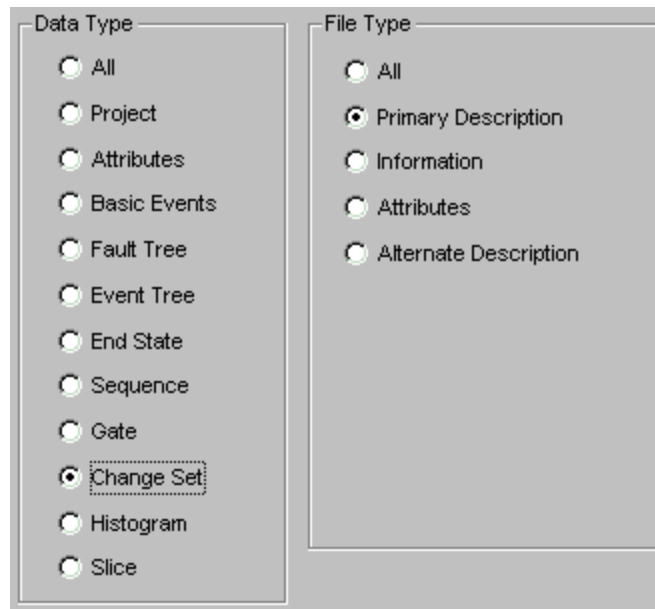 Data Type
All
Project
Attributes
Basic Events
Fault Tree
Event Tree
End State
Sequence
Gate
Change Set
Histogram
Slice
File Type
All
Primary Description
Information
Attributes
Alternate Description